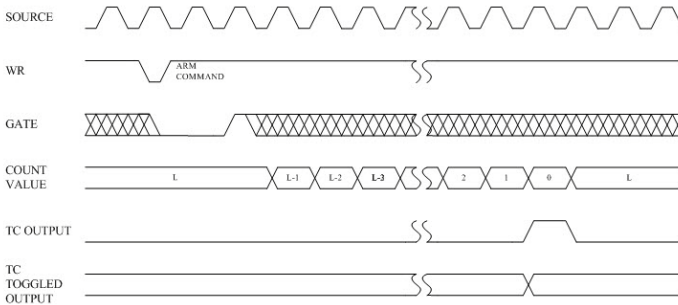 SOURCE
WR
ARM
COMMAND
GATE
COUNT
VALUE
L L-1 L-2 L-3 2 1 0 L
TC OUTPUT
TC
TOGGLED
OUTPUT